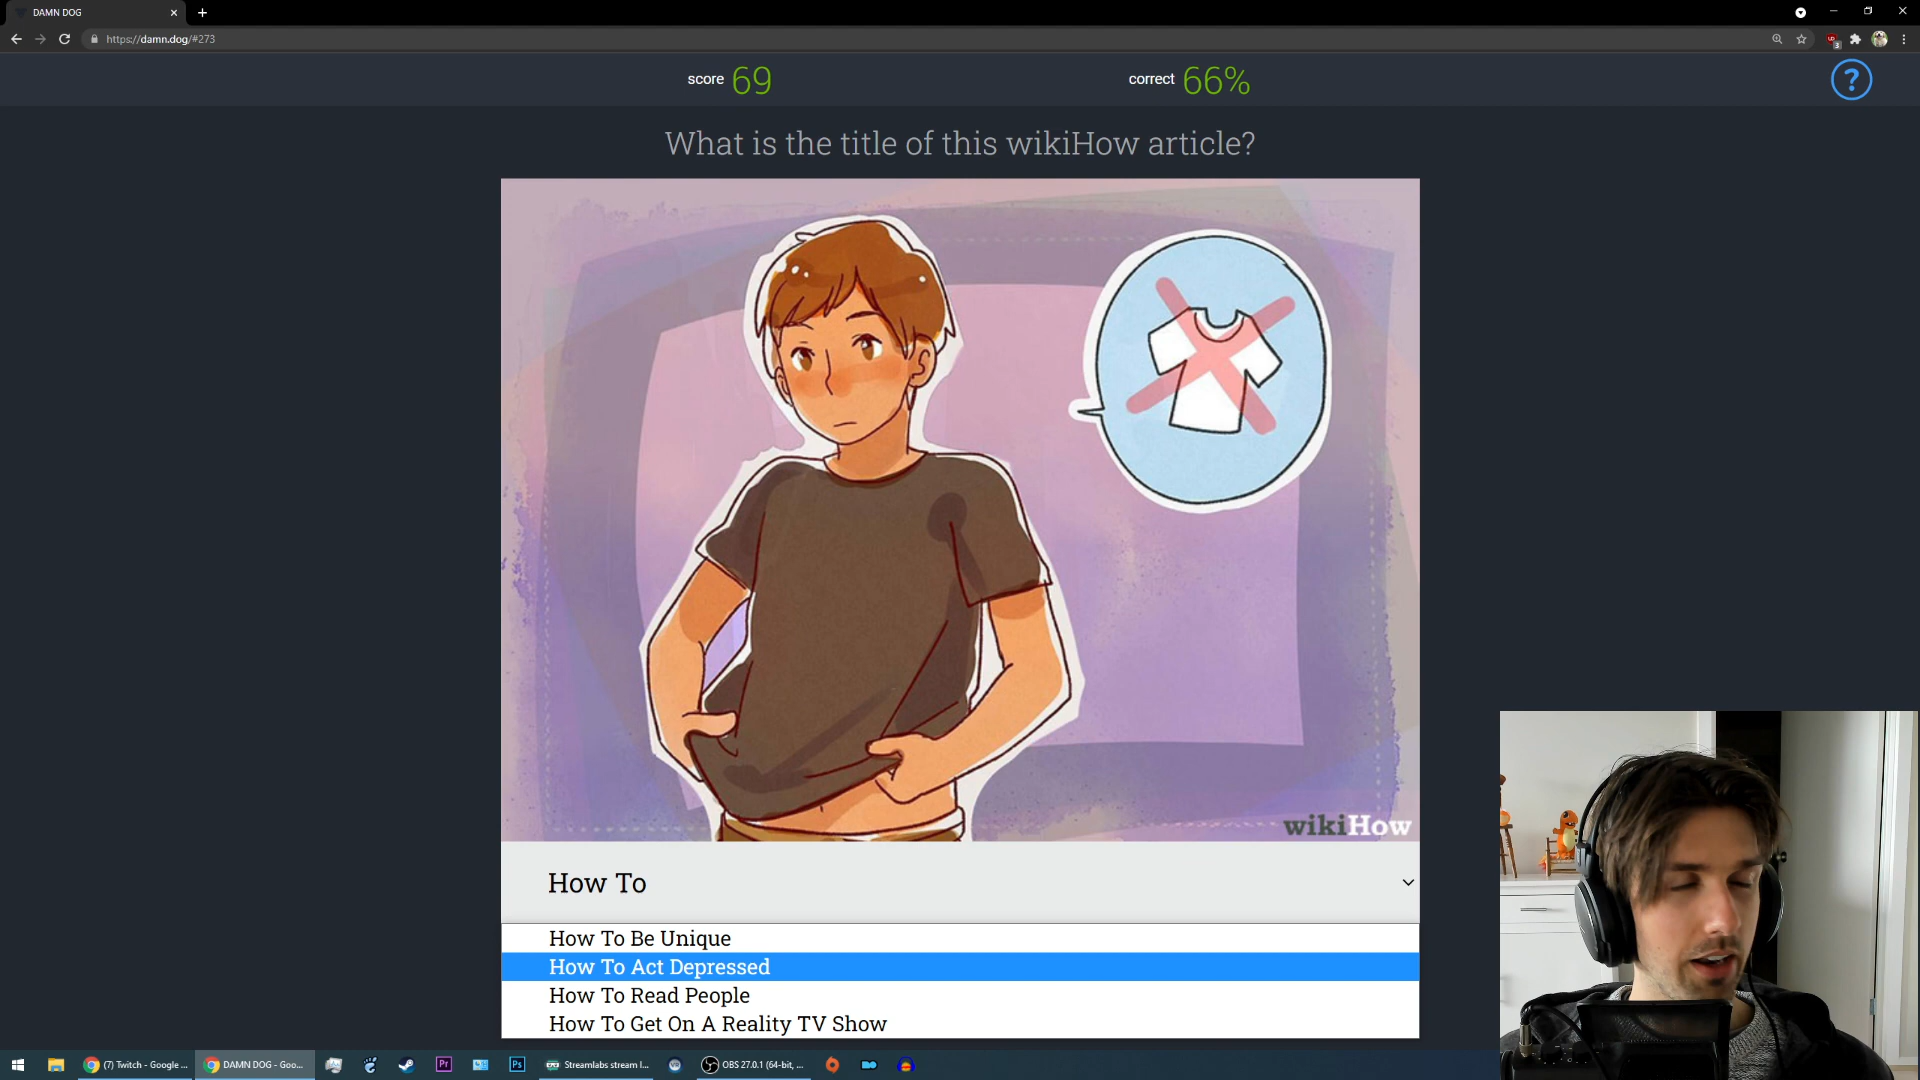 DAMN DOG
https://damn.dog/#273
score 69
correct 66%
?
What is the title of this wikiHow article?
wikiHow
How To
How To Be Unique
How To Act Depressed
How To Read People
How To Get On A Reality TV Show
(7) Twitch - Google ...
DAMN DOG - Goo...
Pr
Ps
Streamlabs stream l...
OBS 27.0.1 (64-bit, ...